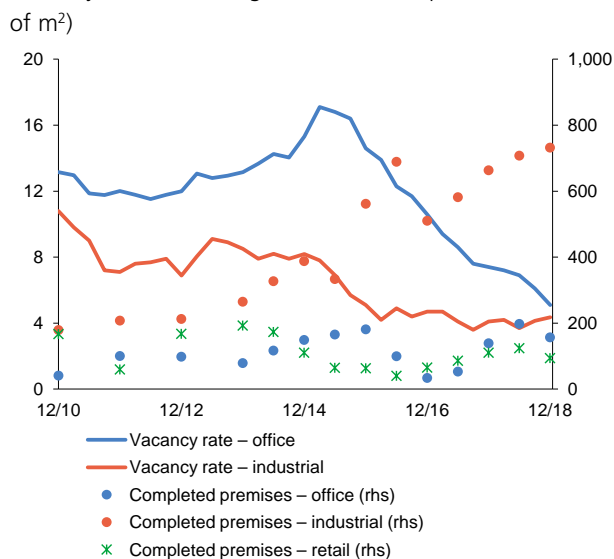 of m²)
20 1,000
16 800
12 600
8 400
4 200
0 0
12/10 12/12 12/14 12/16 12/18
Vacancy rate – office
Vacancy rate – industrial
Completed premises – office (rhs)
Completed premises – industrial (rhs)
Completed premises – retail (rhs)